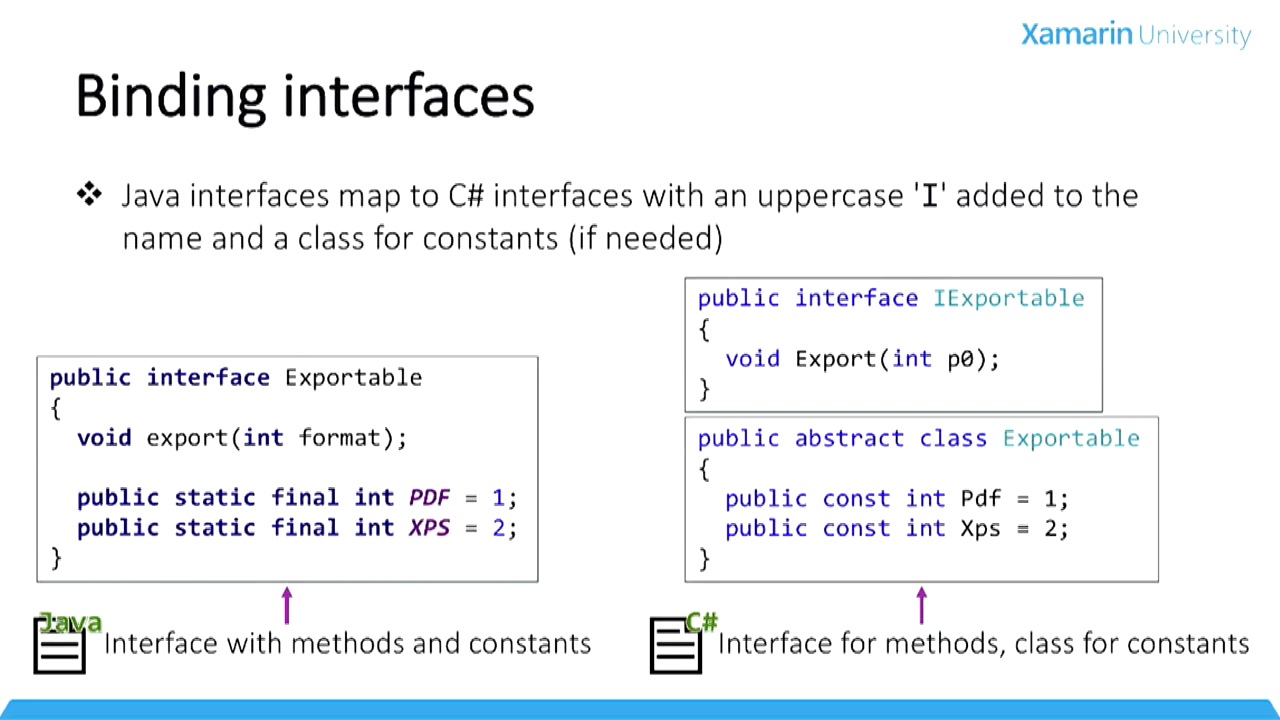 Xamarin University
Binding interfaces
❖ Java interfaces map to C# interfaces with an uppercase 'I' added to the
name and a class for constants (if needed)
public interface Exportable
{
void export(int format);
public static final int PDF = 1;
public static final int XPS = 2;
}
Java
Interface with methods and constants
public interface IExportable
{
void Export(int p0);
}
public abstract class Exportable
{
public const int Pdf = 1;
public const int Xps = 2;
}
C#
Interface for methods, class for constants